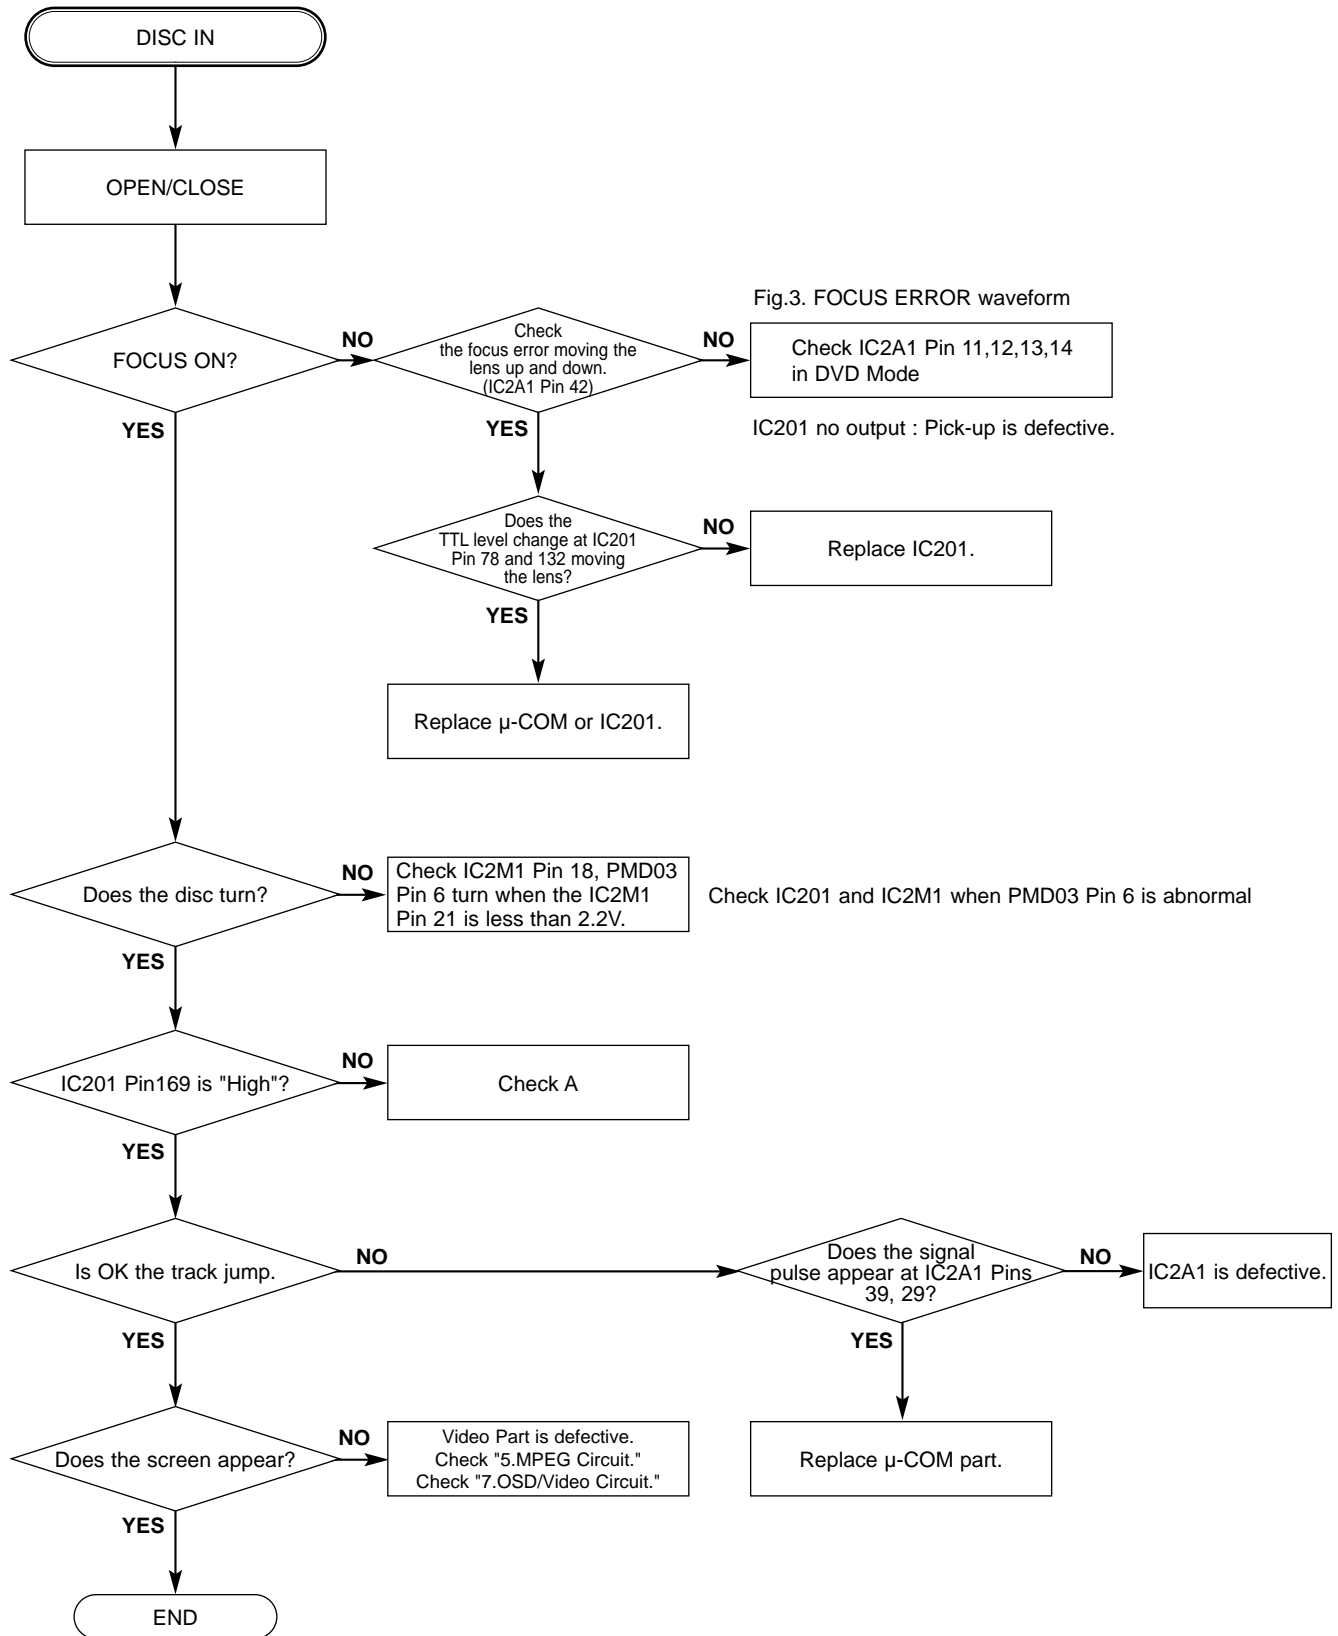 DISC IN
OPEN/CLOSE
FOCUS ON?
NO
YES
Check
the focus error moving the
lens up and down.
(IC2A1 Pin 42)
NO
YES
Fig.3. FOCUS ERROR waveform
Check IC2A1 Pin 11,12,13,14
in DVD Mode
IC201 no output : Pick-up is defective.
Does the
TTL level change at IC201
Pin 78 and 132 moving
the lens?
NO
YES
Replace IC201.
Replace µ-COM or IC201.
Does the disc turn?
NO
YES
Check IC2M1 Pin 18, PMD03
Pin 6 turn when the IC2M1
Pin 21 is less than 2.2V.
Check IC201 and IC2M1 when PMD03 Pin 6 is abnormal
IC201 Pin169 is "High"?
NO
YES
Check A
Is OK the track jump.
NO
YES
Does the signal
pulse appear at IC2A1 Pins
39, 29?
NO
YES
IC2A1 is defective.
Replace µ-COM part.
Does the screen appear?
NO
YES
Video Part is defective.
Check "5.MPEG Circuit."
Check "7.OSD/Video Circuit."
END